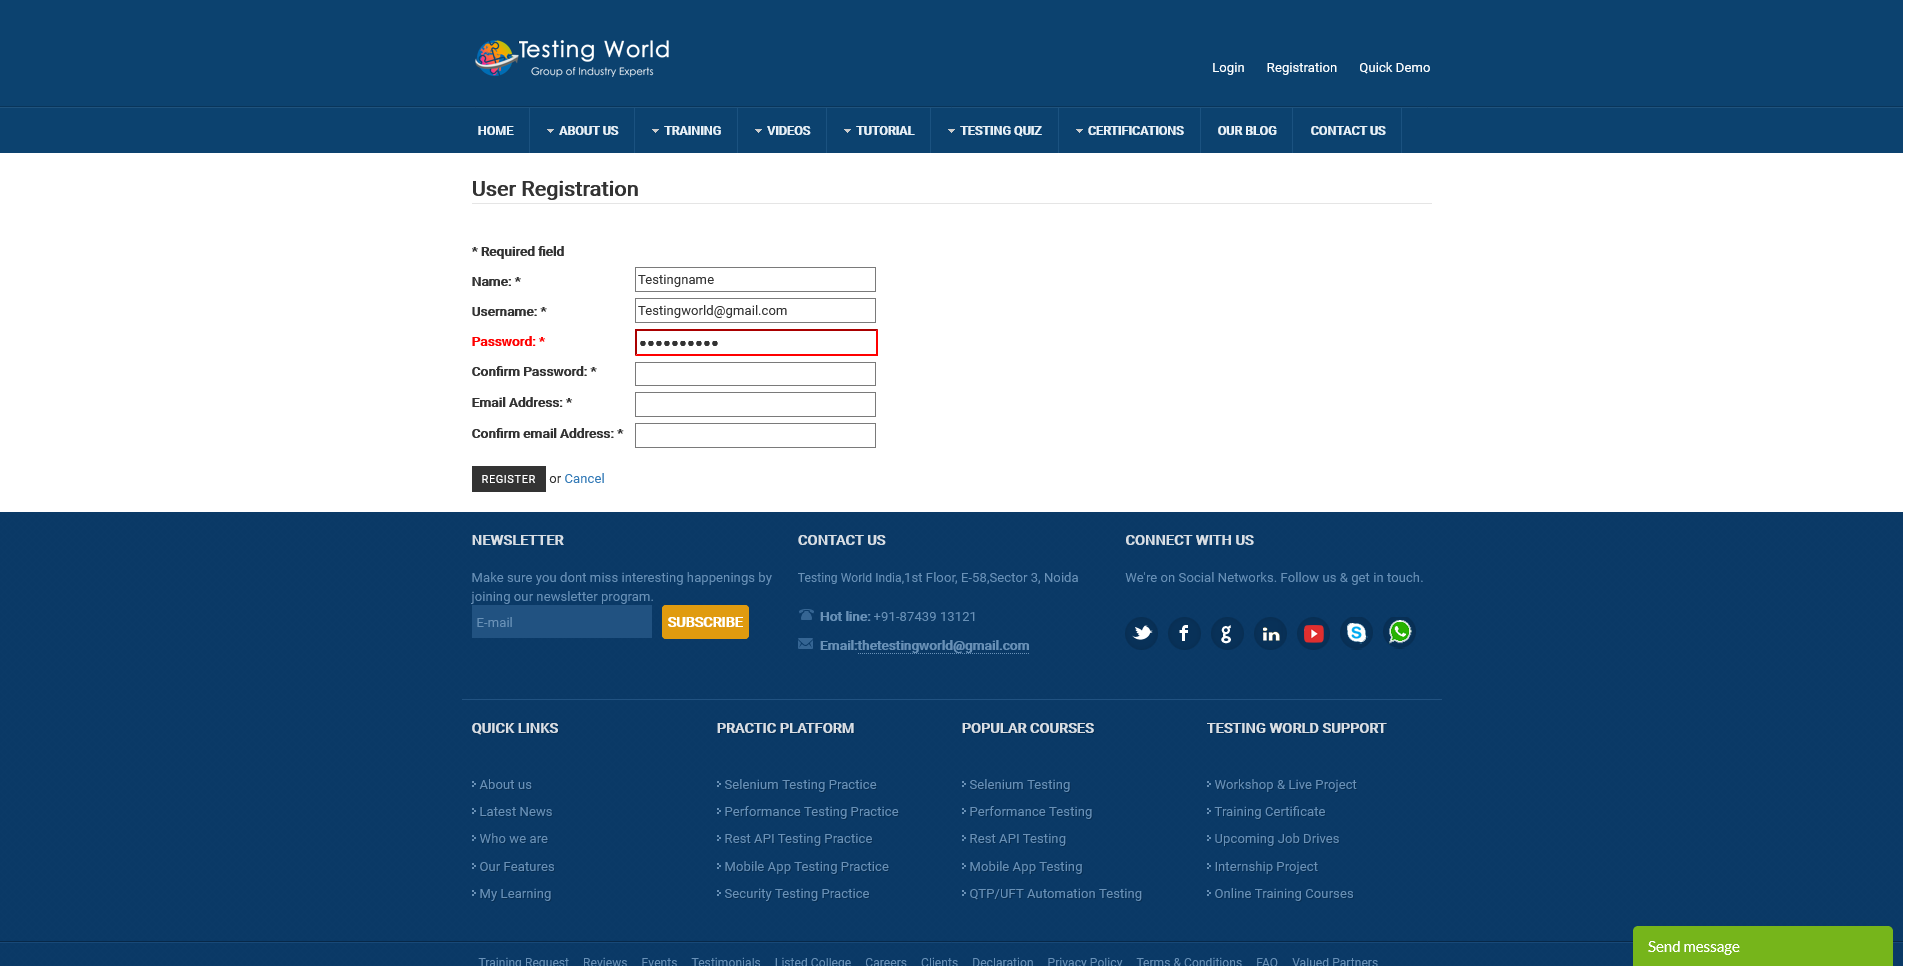 Testing World
Group of Industry Experts
Login Registration Quick Demo
HOME ABOUT US TRAINING VIDEOS TUTORIAL TESTING QUIZ CERTIFICATIONS OUR BLOG CONTACT US
User Registration
* Required field
Name: * Testingname
Username: * Testingworld@gmail.com
Password: * ●●●●●●●●●●
Confirm Password: *
Email Address: *
Confirm email Address: *
REGISTER or Cancel
NEWSLETTER
Make sure you dont miss interesting happenings by
joining our newsletter program.
E-mail SUBSCRIBE
CONTACT US
Testing World India,1st Floor, E-58,Sector 3, Noida
Hot line: +91-87439 13121
Email:thetestingworld@gmail.com
CONNECT WITH US
We're on Social Networks. Follow us & get in touch.
QUICK LINKS
About us
Latest News
Who we are
Our Features
My Learning
PRACTIC PLATFORM
Selenium Testing Practice
Performance Testing Practice
Rest API Testing Practice
Mobile App Testing Practice
Security Testing Practice
POPULAR COURSES
Selenium Testing
Performance Testing
Rest API Testing
Mobile App Testing
QTP/UFT Automation Testing
TESTING WORLD SUPPORT
Workshop & Live Project
Training Certificate
Upcoming Job Drives
Internship Project
Online Training Courses
Send message
Training Request Reviews Events Testimonials Listed College Careers Clients Declaration Privacy Policy Terms & Conditions FAQ Valued Partners